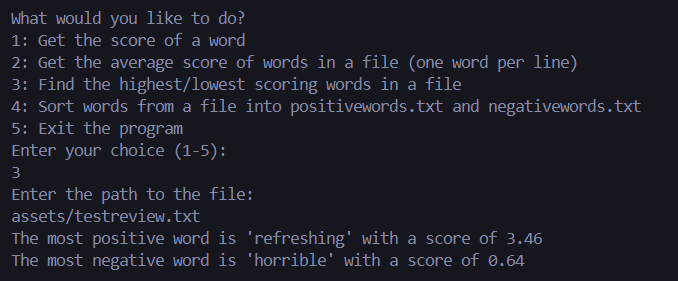 What would you like to do?
1: Get the score of a word
2: Get the average score of words in a file (one word per line)
3: Find the highest/lowest scoring words in a file
4: Sort words from a file into positivewords.txt and negativewords.txt
5: Exit the program
Enter your choice (1-5):
3
Enter the path to the file:
assets/testreview.txt
The most positive word is 'refreshing' with a score of 3.46
The most negative word is 'horrible' with a score of 0.64